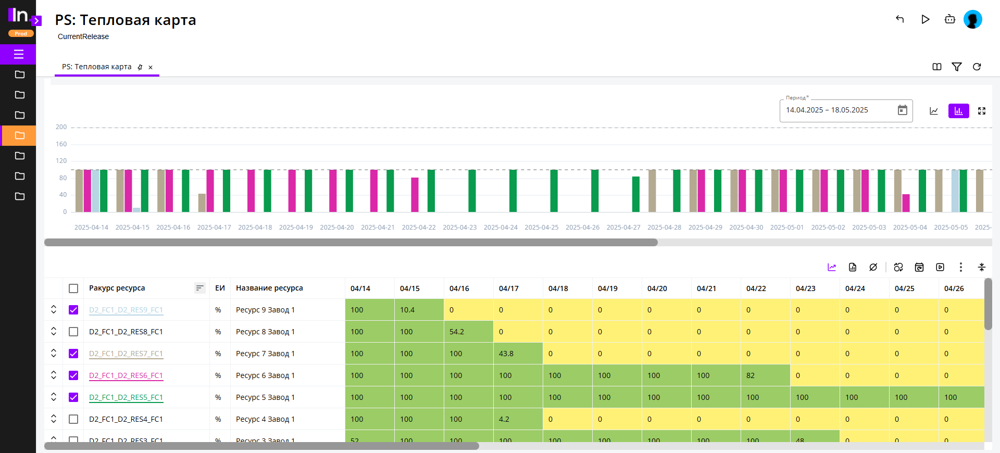 In
Prod
PS: Тепловая карта
CurrentRelease
PS: Тепловая карта
Период*
14.04.2025 – 18.05.2025
200
160
120
80
40
0
2025-04-14 2025-04-15 2025-04-16 2025-04-17 2025-04-18 2025-04-19 2025-04-20 2025-04-21 2025-04-22 2025-04-23 2025-04-24 2025-04-25 2025-04-26 2025-04-27 2025-04-28 2025-04-29 2025-04-30 2025-05-01 2025-05-02 2025-05-03 2025-05-04 2025-05-05 2025-
Ракурс ресурса ЕИ Название ресурса 04/14 04/15 04/16 04/17 04/18 04/19 04/20 04/21 04/22 04/23 04/24 04/25 04/26
D2_FC1_D2_RES9_FC1 % Ресурс 9 Завод 1 100 10.4 0 0 0 0 0 0 0 0 0 0 0
D2_FC1_D2_RES8_FC1 % Ресурс 8 Завод 1 100 100 54.2 0 0 0 0 0 0 0 0 0 0
D2_FC1_D2_RES7_FC1 % Ресурс 7 Завод 1 100 100 100 43.8 0 0 0 0 0 0 0 0 0
D2_FC1_D2_RES6_FC1 % Ресурс 6 Завод 1 100 100 100 100 100 100 100 100 82 0 0 0 0
D2_FC1_D2_RES5_FC1 % Ресурс 5 Завод 1 100 100 100 100 100 100 100 100 100 100 100 100 100
D2_FC1_D2_RES4_FC1 % Ресурс 4 Завод 1 100 100 100 4.2 0 0 0 0 0 0 0 0 0
D2_FC1_D2_RES3_FC1 % Ресурс 3 Завод 1 52 100 100 100 100 100 100 100 100 48 0 0 0